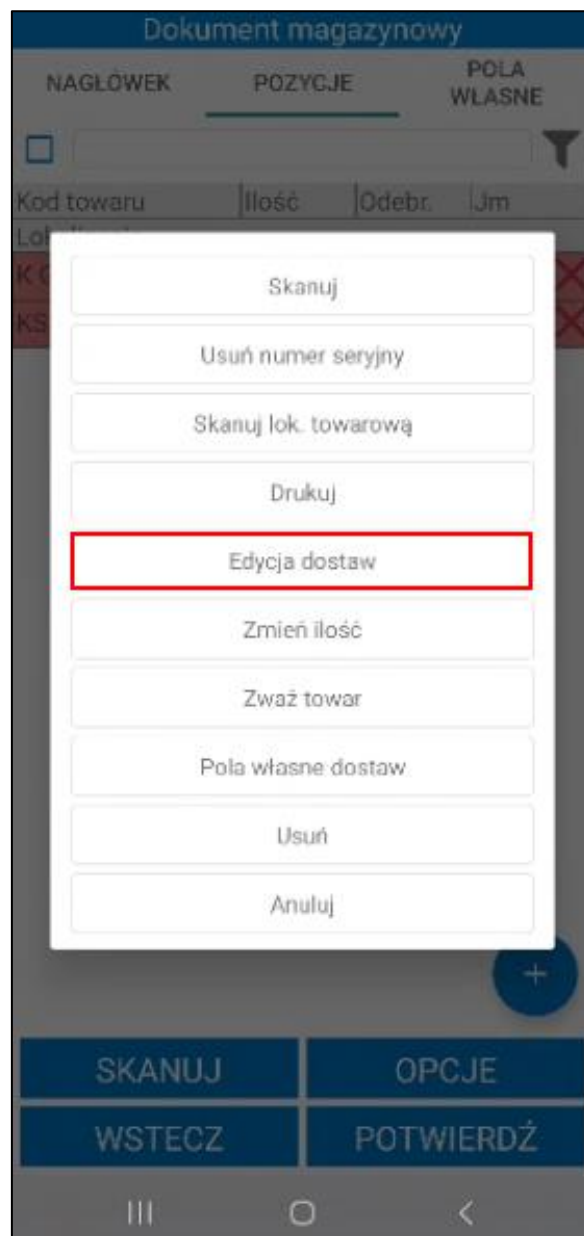 Dokument magazynowy
NAGŁÓWEK POZYCJE POLA WŁASNE
Kod towaru Ilość Odebr. Jm
Skanuj
Usuń numer seryjny
Skanuj lok. towarową
Drukuj
Edycja dostaw
Zmień ilość
Zważ towar
Pola własne dostaw
Usuń
Anuluj
+
SKANUJ OPCJE
WSTECZ POTWIERDŹ